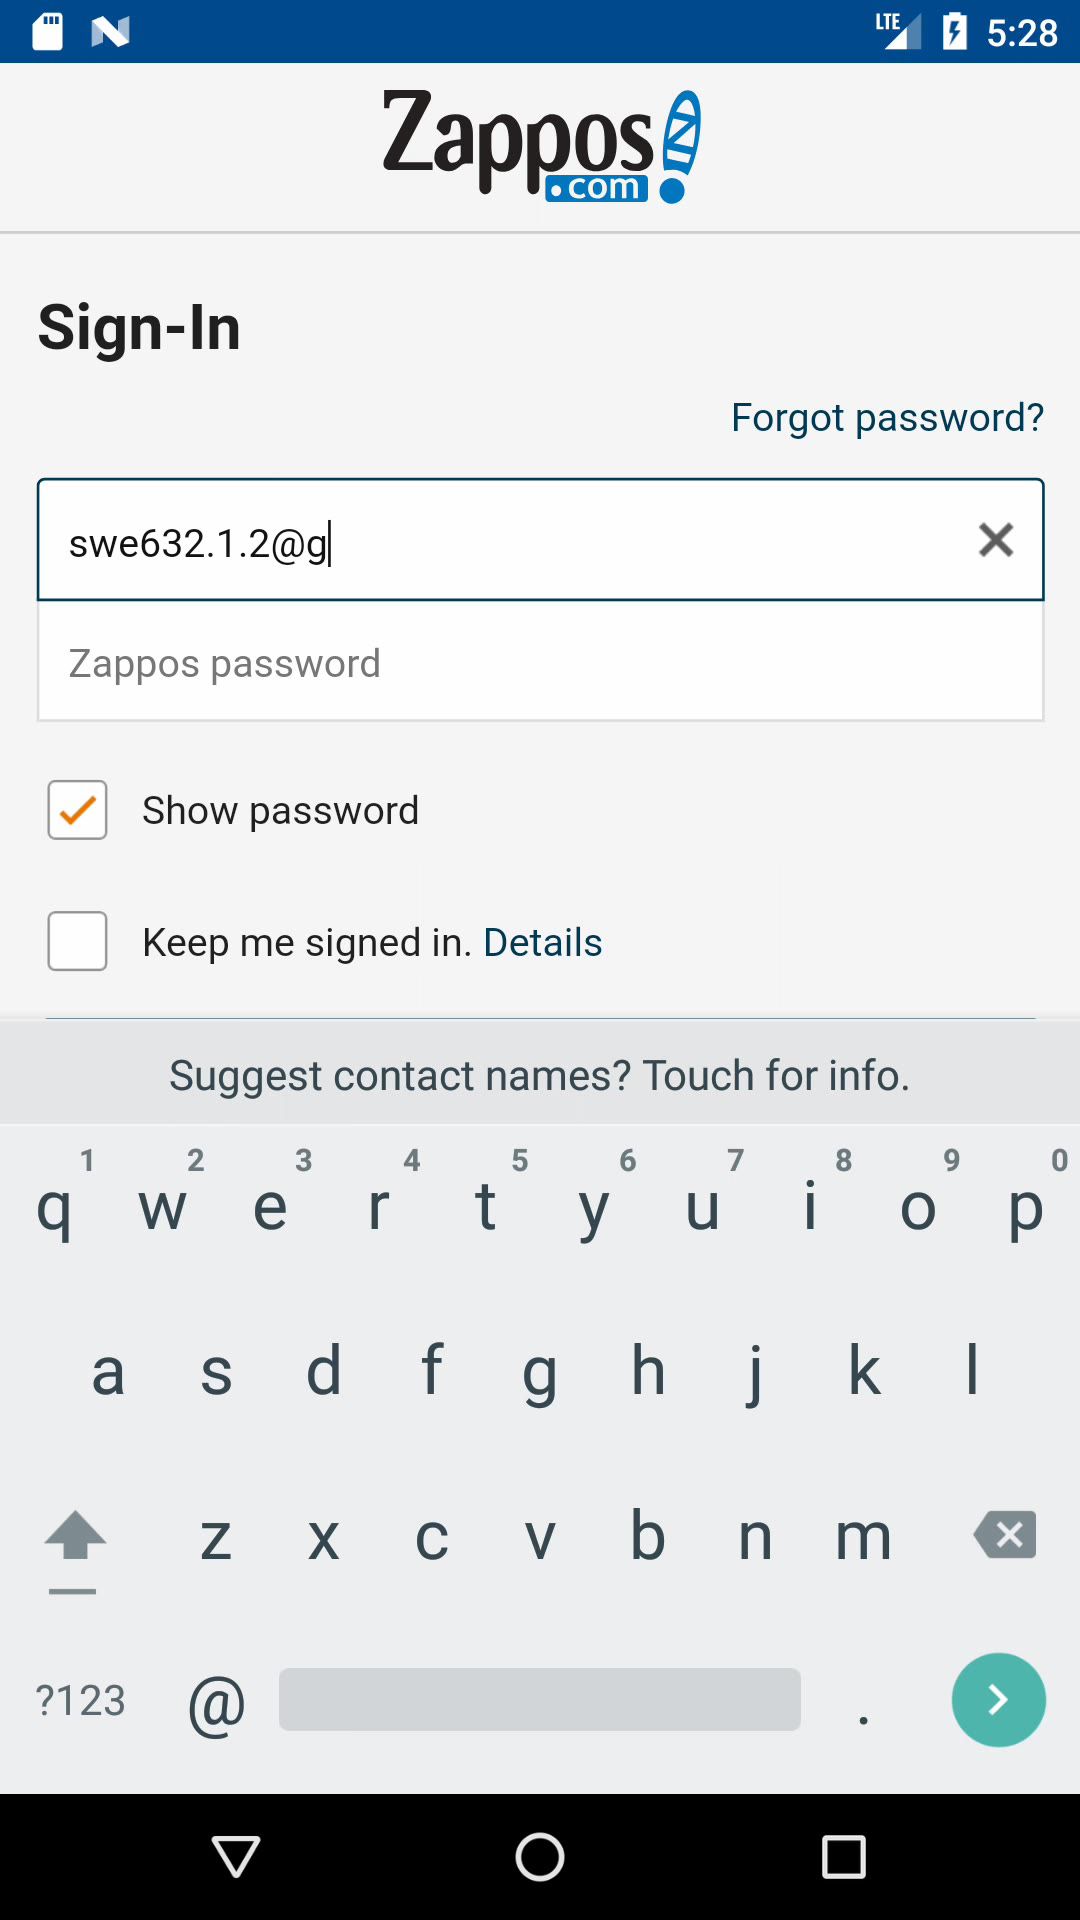 LTE 5:28
Zappos
.com
Sign-In
Forgot password?
swe632.1.2@g
Zappos password
Show password
Keep me signed in. Details
Suggest contact names? Touch for info.
1 2 3 4 5 6 7 8 9 0
q w e r t y u i o p
a s d f g h j k l
z x c v b n m
?123 @ .